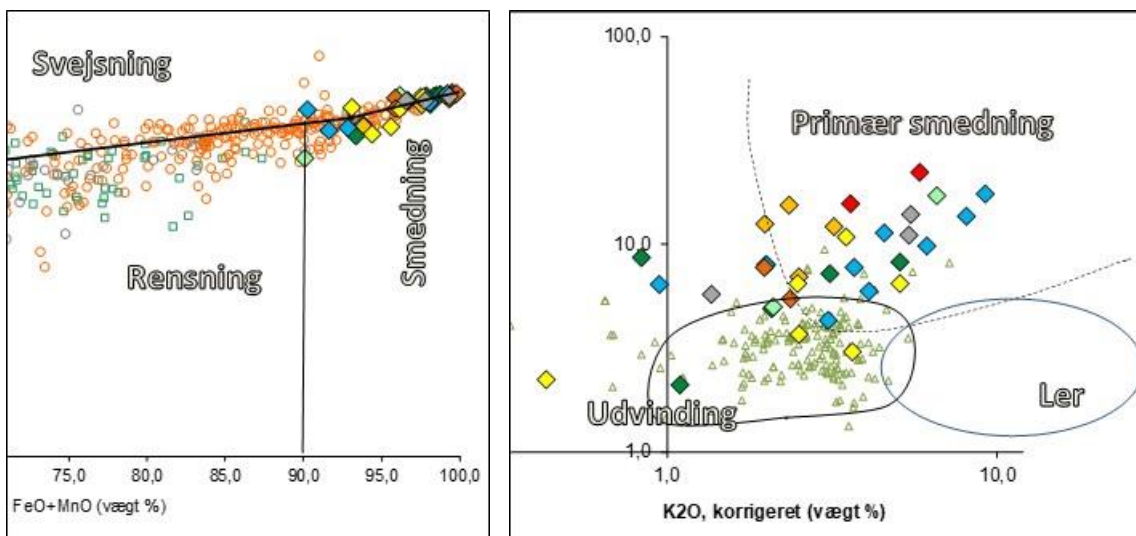 Svejsning
Rensning
Smedning
75,0 80,0 85,0 90,0 95,0 100,0
FeO+MnO (vægt %)
100,0
Primær smedning
10,0
Udvinding
Ler
1,0
1,0 10,0
K2O, korrigeret (vægt %)